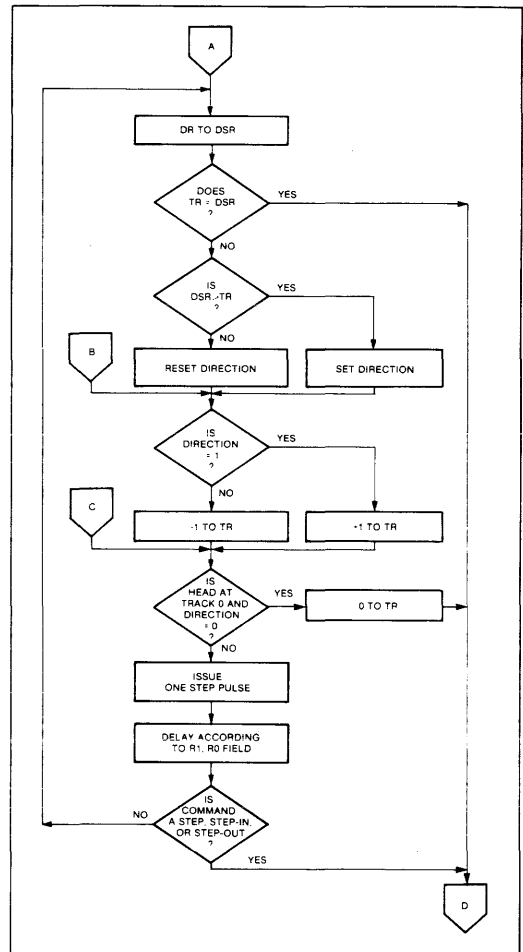 A
DR TO DSR
DOES
TR = DSR
?
YES
NO
IS
DSR>TR
?
YES
NO
B
RESET DIRECTION
SET DIRECTION
IS
DIRECTION
= 1
?
YES
NO
C
-1 TO TR
+1 TO TR
IS
HEAD AT
TRACK 0 AND
DIRECTION
= 0
?
YES
0 TO TR
NO
ISSUE
ONE STEP PULSE
DELAY ACCORDING
TO R1, R0 FIELD
IS
COMMAND
A STEP, STEP-IN,
OR STEP-OUT
?
NO
YES
D